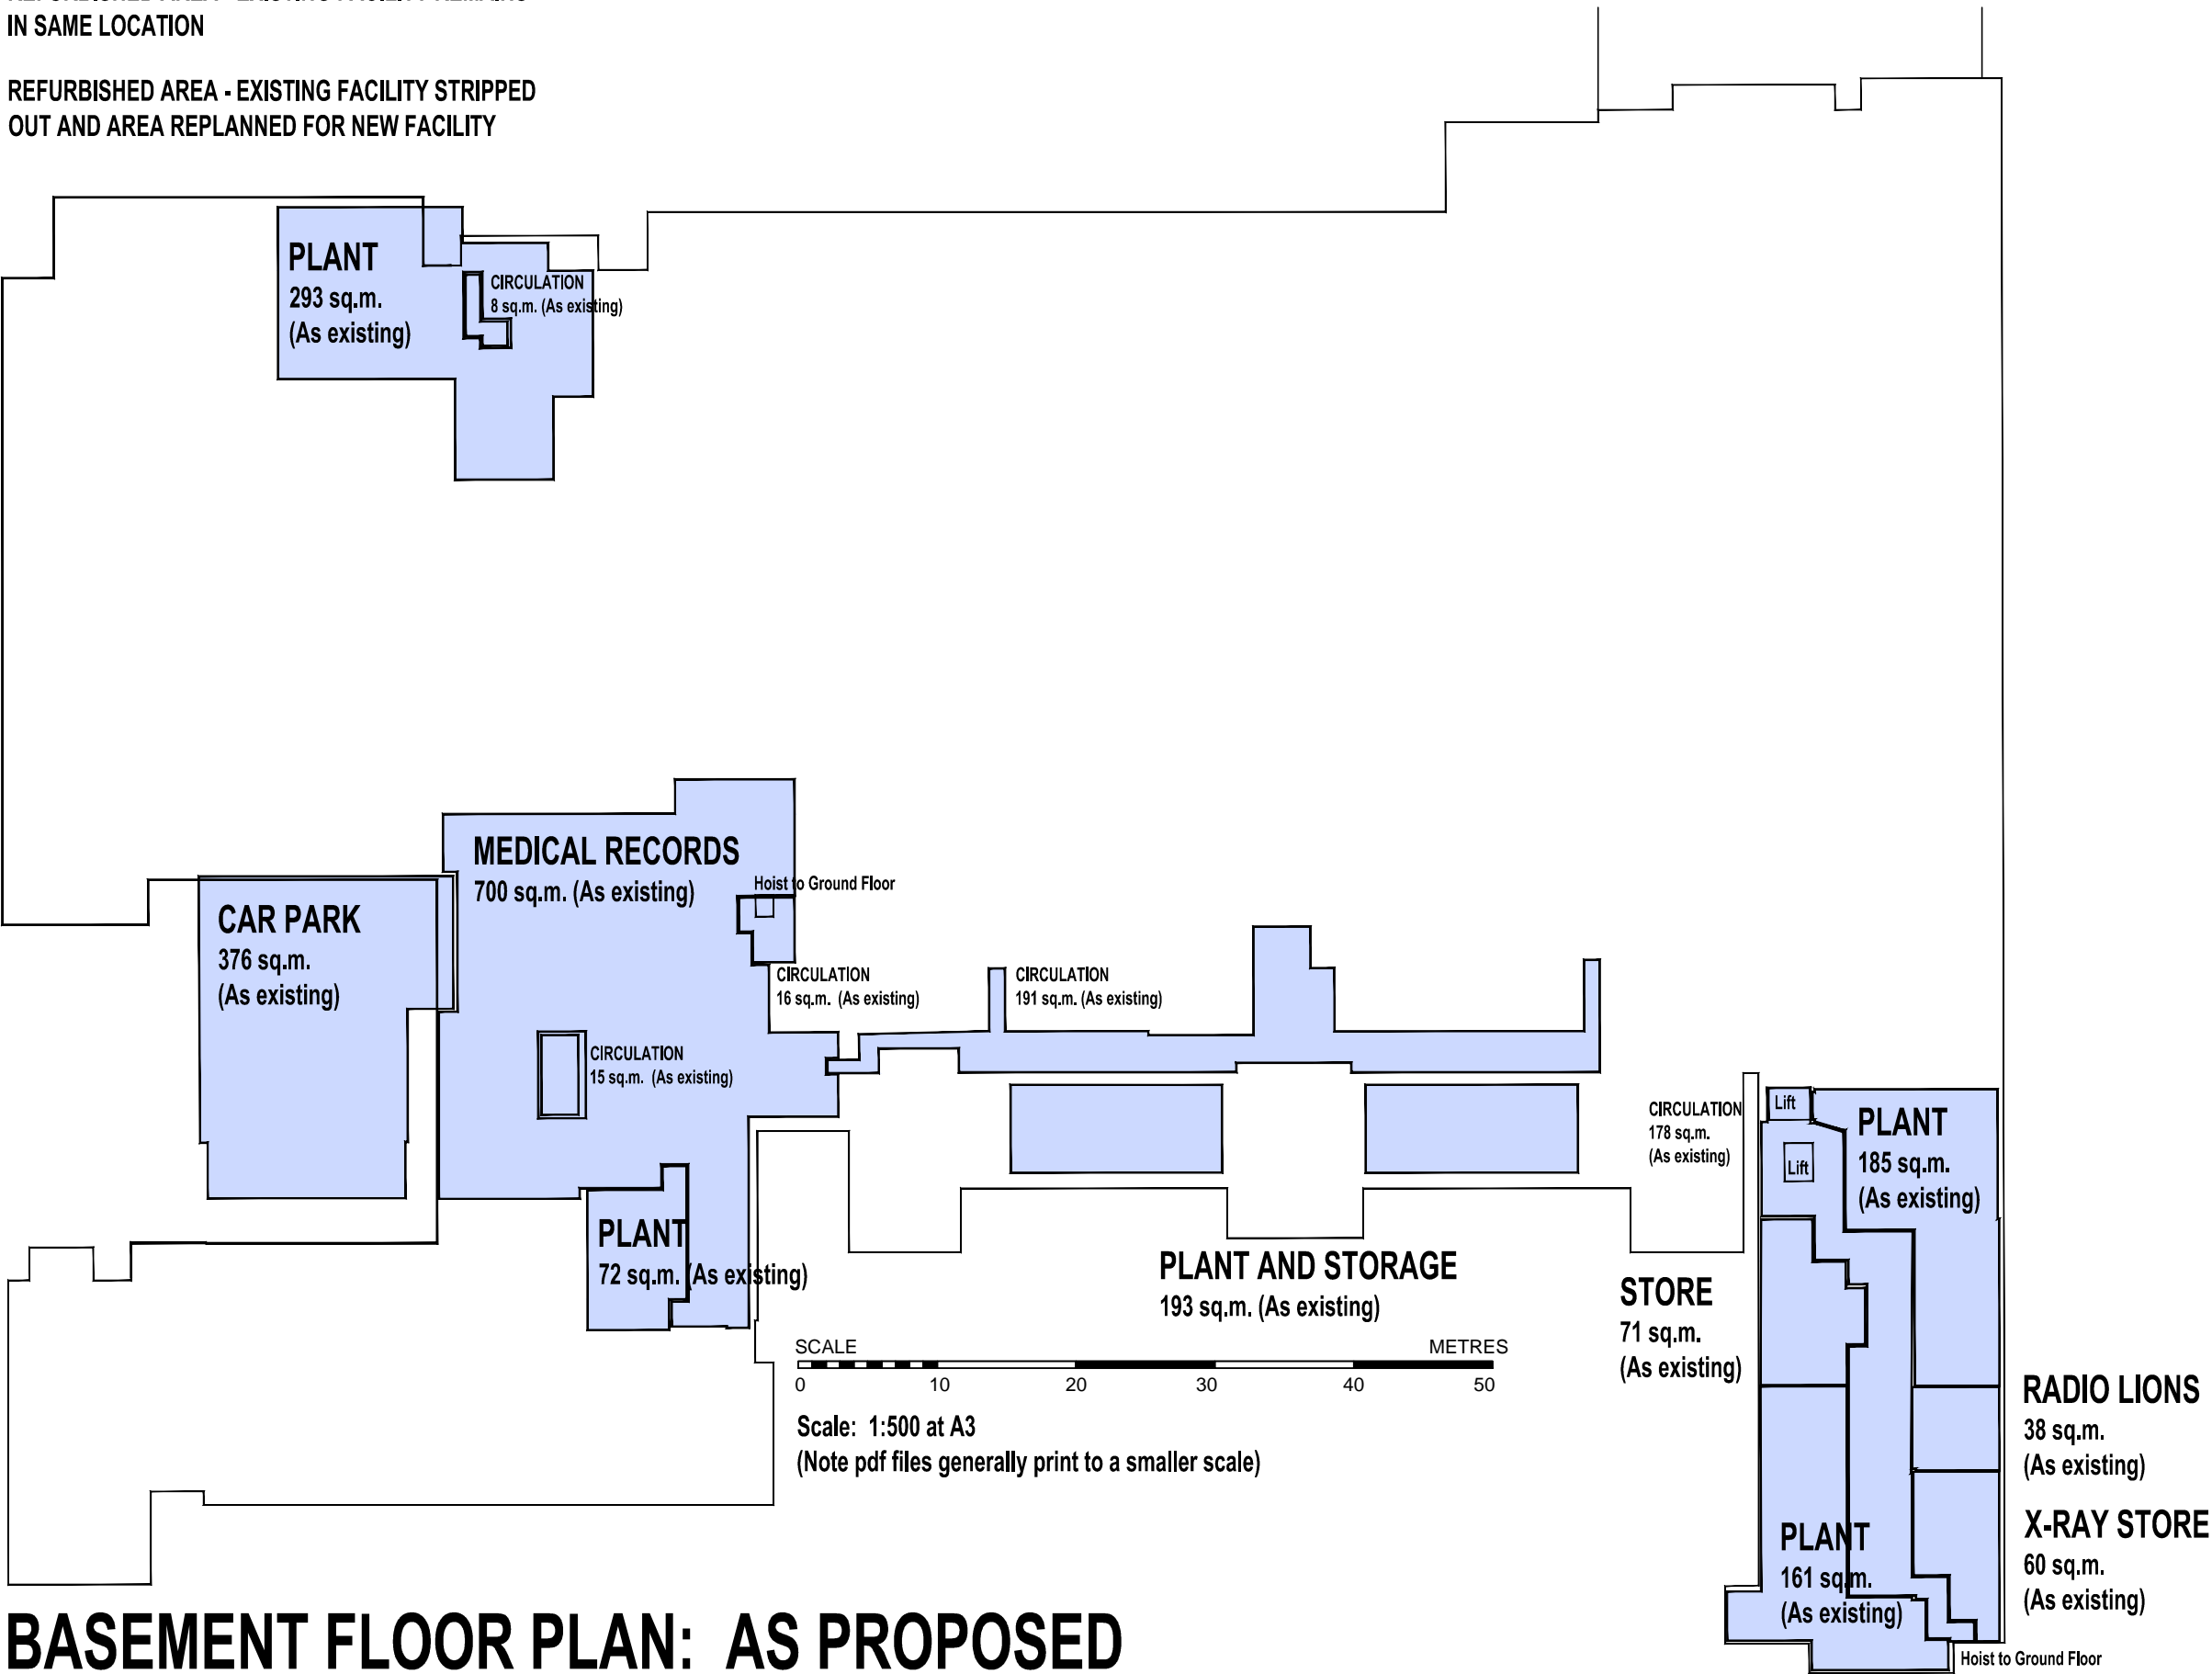 REFURBISHED AREA - EXISTING FACILITY REMAINS
IN SAME LOCATION
REFURBISHED AREA - EXISTING FACILITY STRIPPED
OUT AND AREA REPLANNED FOR NEW FACILITY
PLANT
293 sq.m.
(As existing)
CIRCULATION
8 sq.m. (As existing)
MEDICAL RECORDS
700 sq.m. (As existing)
Hoist to Ground Floor
CAR PARK
376 sq.m.
(As existing)
CIRCULATION
16 sq.m. (As existing)
CIRCULATION
191 sq.m. (As existing)
CIRCULATION
15 sq.m. (As existing)
CIRCULATION
178 sq.m.
(As existing)
Lift
Lift
PLANT
185 sq.m.
(As existing)
PLANT
72 sq.m. (As existing)
PLANT AND STORAGE
193 sq.m. (As existing)
STORE
71 sq.m.
(As existing)
SCALE METRES
0 10 20 30 40 50
Scale: 1:500 at A3
(Note pdf files generally print to a smaller scale)
RADIO LIONS
38 sq.m.
(As existing)
X-RAY STORE
60 sq.m.
(As existing)
PLANT
161 sq.m.
(As existing)
Hoist to Ground Floor
BASEMENT FLOOR PLAN: AS PROPOSED